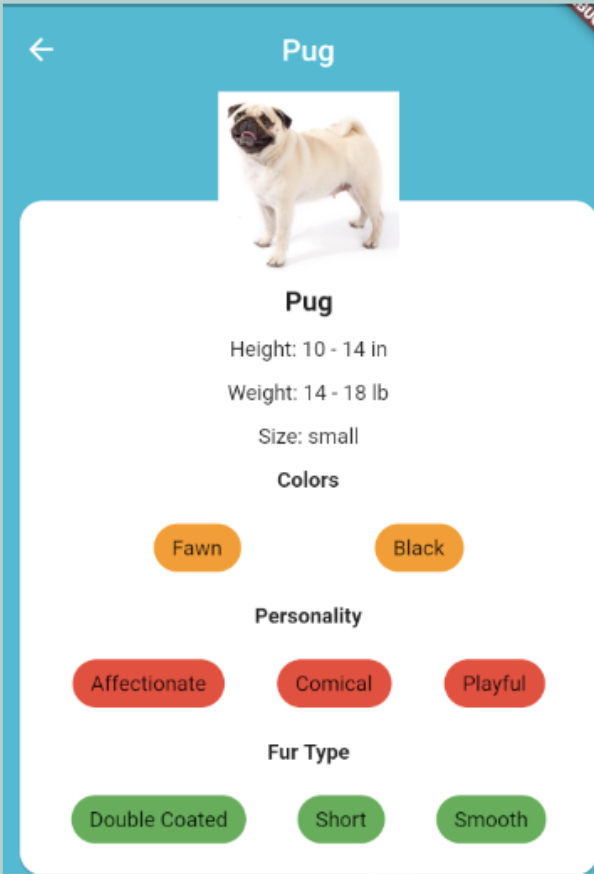 Pug
Pug
Height: 10 - 14 in
Weight: 14 - 18 lb
Size: small
Colors
Fawn Black
Personality
Affectionate Comical Playful
Fur Type
Double Coated Short Smooth